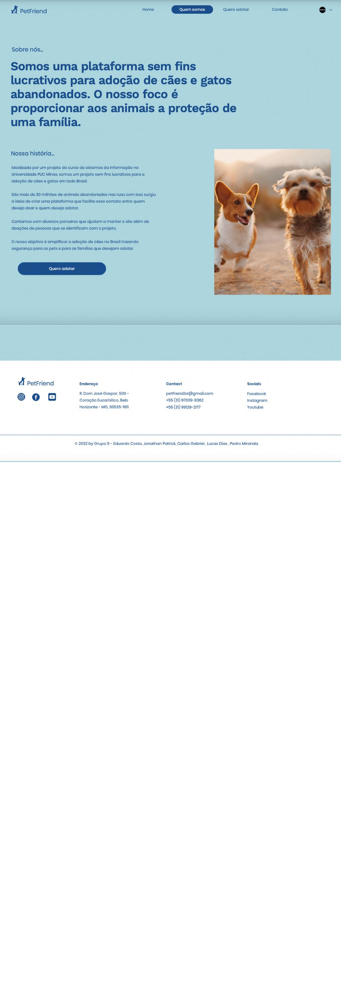 PetFriend
Home
Quem somos
Quero adotar
Contato
Sobre nós...
Somos uma plataforma sem fins
lucrativos para adoção de cães e gatos
abandonados. O nosso foco é
proporcionar aos animais a proteção de
uma família.
Nossa história...
Idealizada por um projeto do curso de sistemas da informação na
Universidade PUC Minas, somos um projeto sem fins lucrativos para a
adoção de cães e gatos em todo Brasil.
São mais de 30 milhões de animais abandonados nas ruas com isso surgiu
a ideia de criar uma plataforma que facilite esse contato entre quem
deseja doar e quem deseja adotar.
Contamos com diversos parceiros que ajudam a manter o site além de
doações de pessoas que se identificam com o projeto.
O nosso objetivo é simplificar a adoção de cães no Brasil trazendo
segurança para os pets e para as famílias que desejam adotar.
Quero adotar
PetFriend
Endereço
R. Dom José Gaspar, 500 -
Coração Eucarístico, Belo
Horizonte - MG, 30535-901
Contact
petfriend.br@gmail.com
+55 (31) 97339-8362
+55 (31) 99129-2177
Socials
Facebook
Instagram
Youtube
© 2022 by Grupo 5 - Eduardo Costa, Jonathan Patrick, Carlos Gabriel , Lucas Dias , Pedro Miranda.